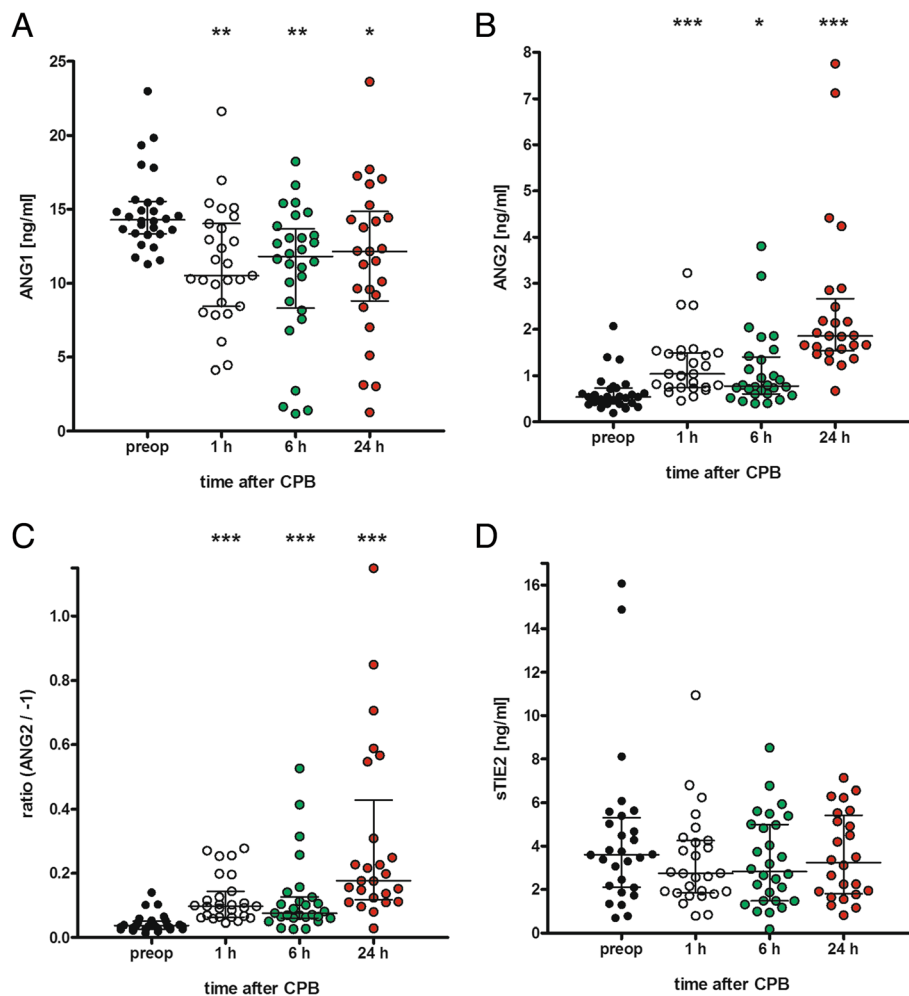 A
** ** *
ANG1 [ng/ml]
25
20
15
10
5
0
preop 1 h 6 h 24 h
time after CPB
B
*** * ***
ANG2 [ng/ml]
8
7
6
5
4
3
2
1
0
preop 1 h 6 h 24 h
time after CPB
C
*** *** ***
ratio (ANG2 / -1)
1.0
0.8
0.6
0.4
0.2
0.0
preop 1 h 6 h 24 h
time after CPB
D
sTIE2 [ng/ml]
16
14
12
10
8
6
4
2
0
preop 1 h 6 h 24 h
time after CPB